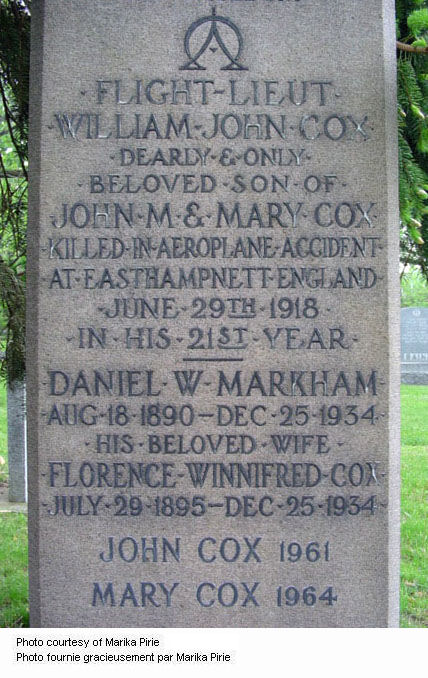 ·FLIGHT-LIEUT·
·WILLIAM·JOHN·COX·
·DEARLY·&·ONLY·
·BELOVED·SON·OF·
·JOHN·M·&·MARY·COX·
·KILLED·IN·AEROPLANE·ACCIDENT·
·AT·EASTHAMPNETT·ENGLAND·
·JUNE·29TH·1918·
·IN·HIS·21ST·YEAR·
DANIEL·W·MARKHAM·
AUG·18·1890–DEC·25·1934·
·HIS·BELOVED·WIFE·
FLORENCE·WINNIFRED·COX·
JULY·29·1895–DEC·25·1934·
JOHN COX 1961
MARY COX 1964
Photo courtesy of Marika Pirie
Photo fournie gracieusement par Marika Pirie